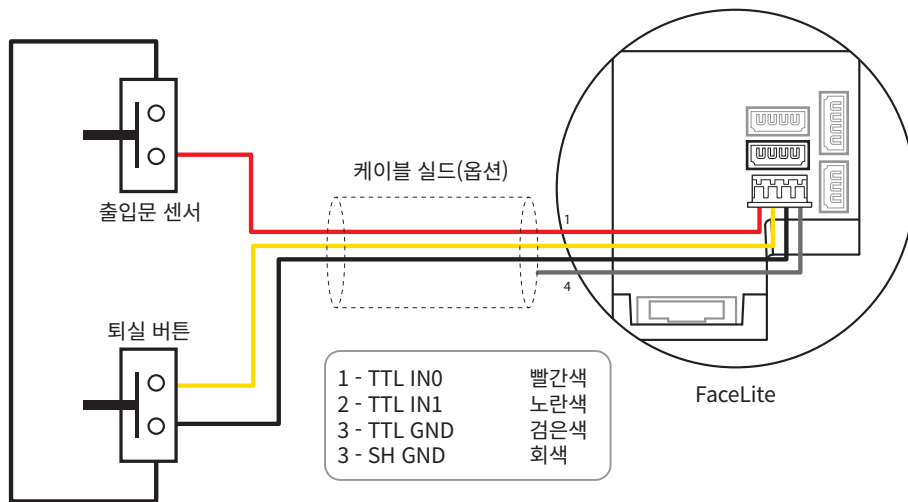 케이블 실드(옵션)
출입문 센서
1
4
퇴실 버튼
1 - TTL IN0 빨간색
2 - TTL IN1 노란색
3 - TTL GND 검은색
3 - SH GND 회색
FaceLite